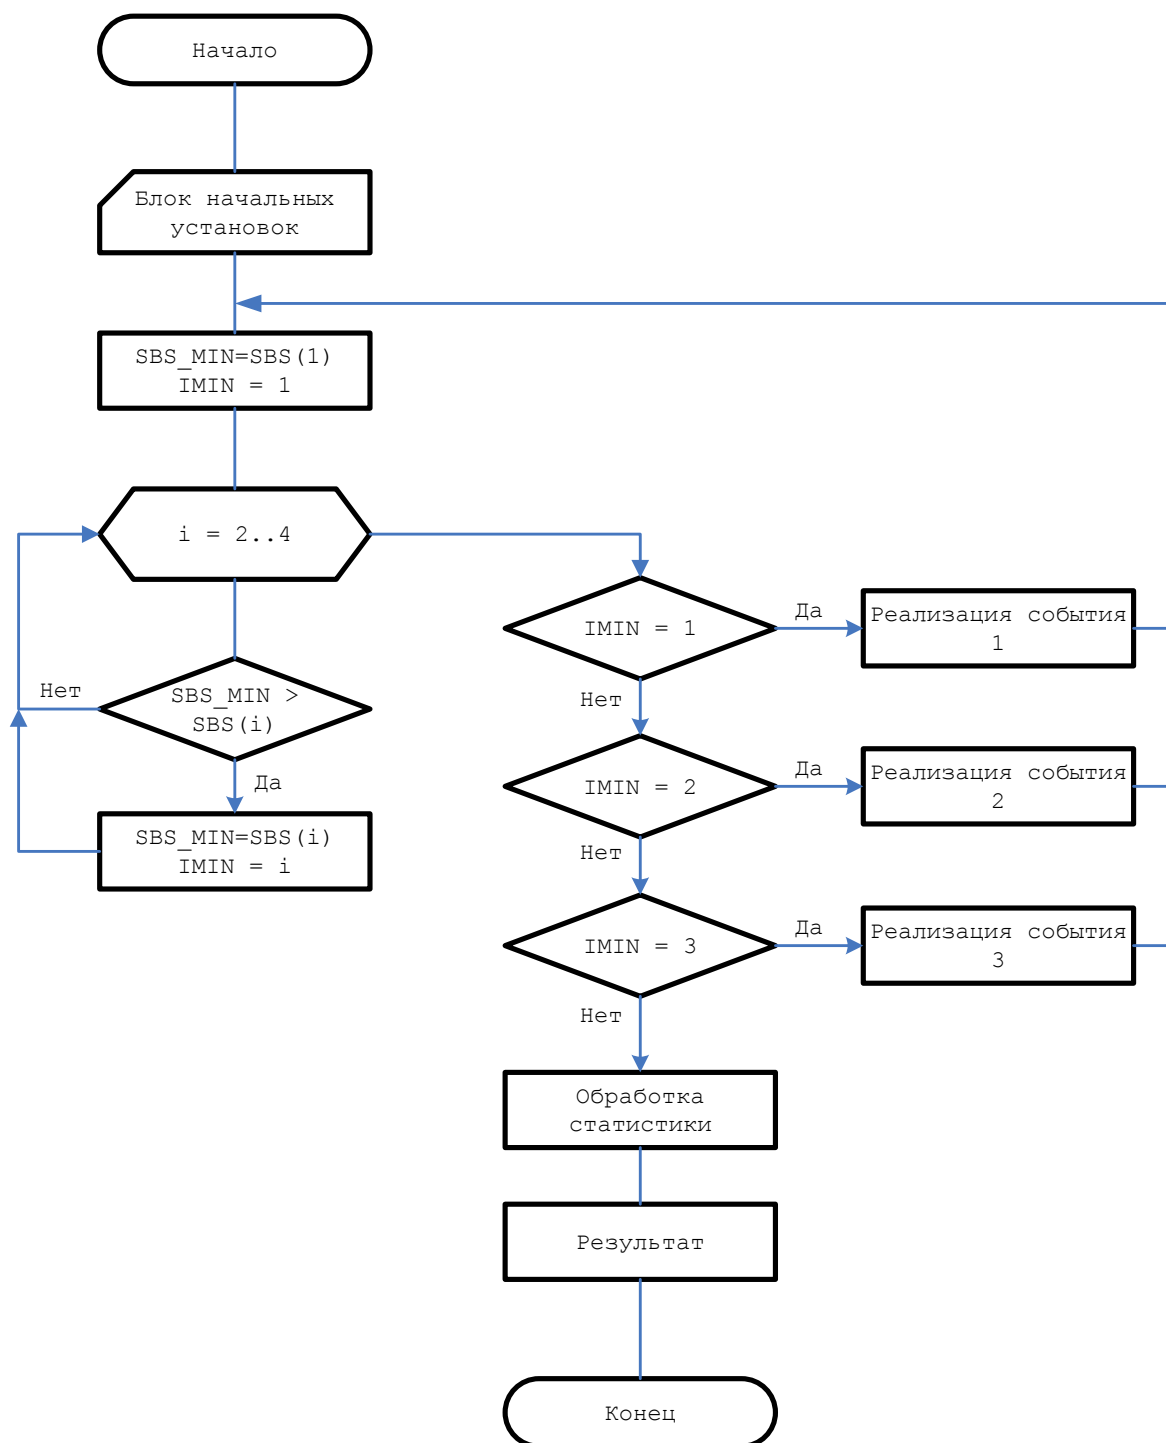 Начало
Блок начальных
установок
SBS_MIN=SBS(1)
IMIN = 1
i = 2..4
SBS_MIN >
SBS(i)
Нет
Да
SBS_MIN=SBS(i)
IMIN = i
IMIN = 1
Да
Реализация события
1
Нет
IMIN = 2
Да
Реализация события
2
Нет
IMIN = 3
Да
Реализация события
3
Нет
Обработка
статистики
Результат
Конец